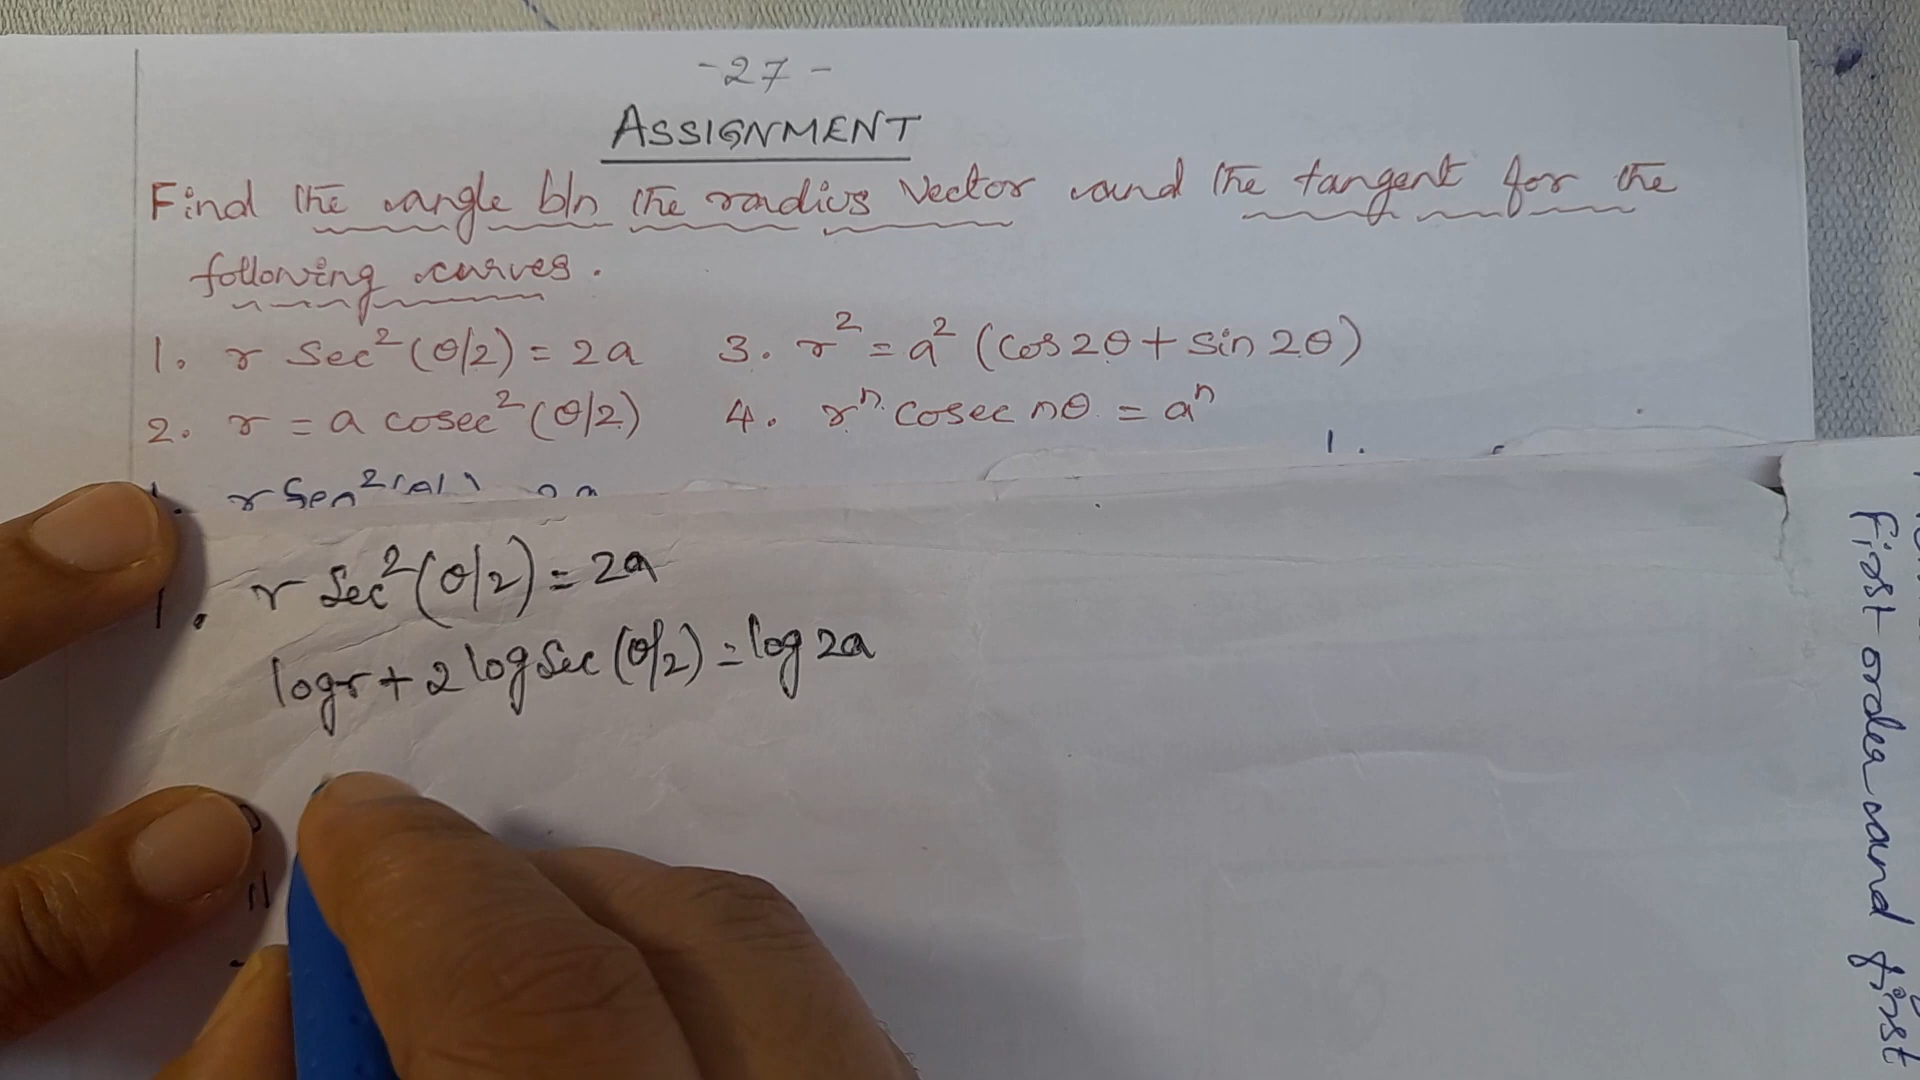 -27-
ASSIGNMENT
Find the angle b/n the radius Vector and the tangent for the
following curves.
1. r Sec²(θ/2) = 2a
2. r = a cosec²(θ/2)
3. r² = a² (cos 2θ + sin 2θ)
4. rⁿ cosec nθ = aⁿ
1.
1. r Sec²(θ/2) = 2a
log r + 2 log Sec (θ/2) = log 2a
First order and first